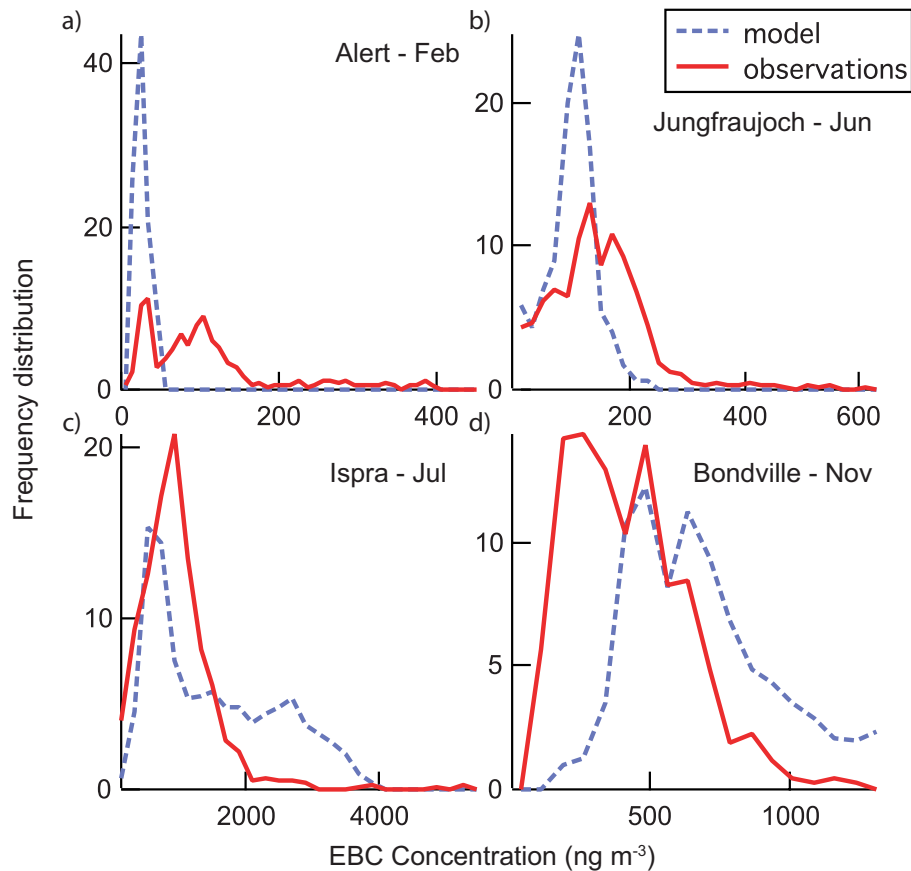 a)
Alert - Feb
40
20
0
0
200
400
b)
model
observations
Jungfraujoch - Jun
20
10
0
200
400
600
c)
Ispra - Jul
20
10
0
2000
4000
d)
Bondville - Nov
10
5
0
500
1000
Frequency distribution
EBC Concentration (ng m⁻³)